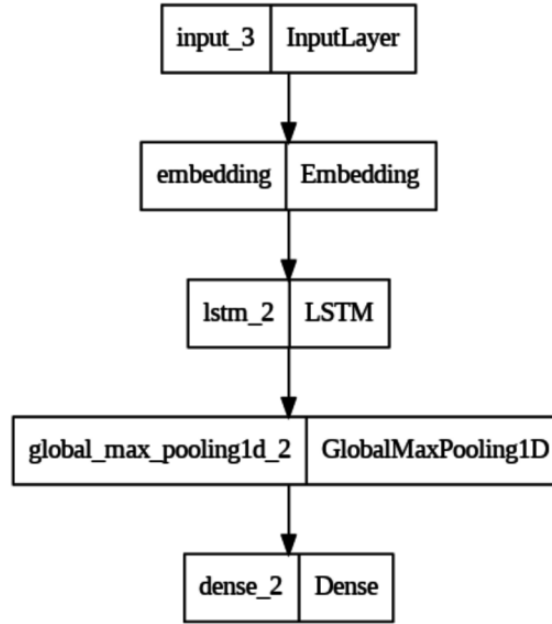 input_3 InputLayer
embedding Embedding
lstm_2 LSTM
global_max_pooling1d_2 GlobalMaxPooling1D
dense_2 Dense